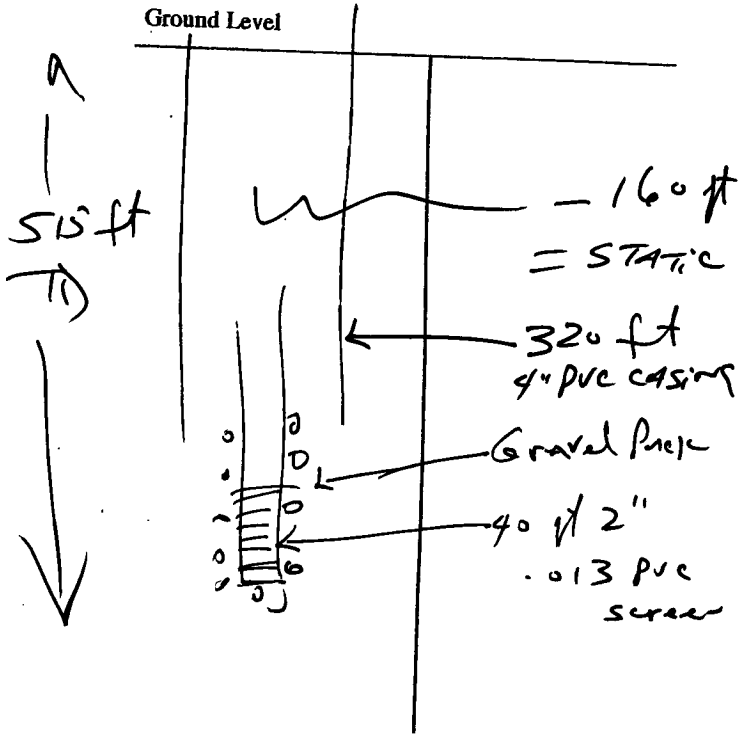 Ground Level
515 ft
— 160 ft
= STATIC
320 ft
4" PVC CASING
Gravel Pack
40 ft 2"
.013 PVC
screen